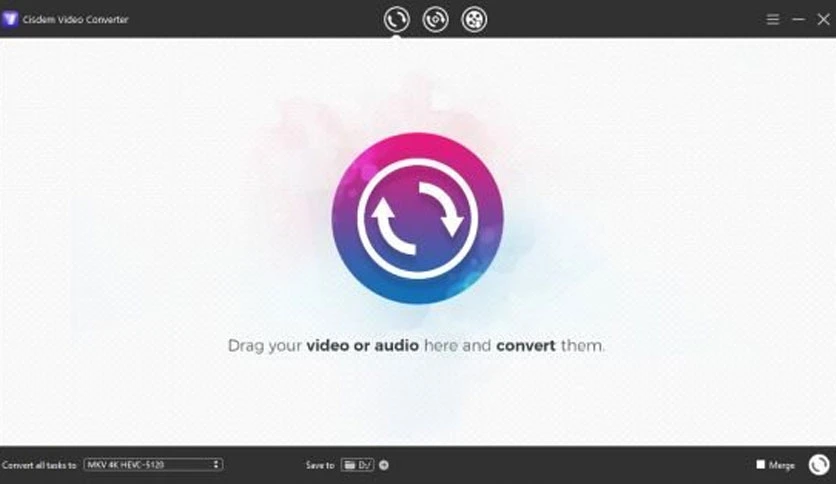 Cisdem Video Converter
Drag your video or audio here and convert them.
Convert all tasks to MKV 4K HEVC-5120 Save to D:/ Merge